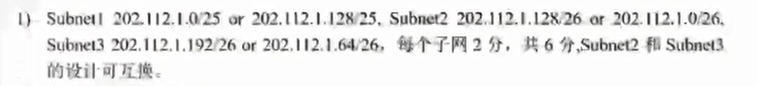 1) Subnet1 202.112.1.0/25 or 202.112.1.128/25, Subnet2 202.112.1.128/26 or 202.112.1.0/26,
Subnet3 202.112.1.192/26 or 202.112.1.64/26，每个子网 2 分，共 6 分,Subnet2 和 Subnet3
的设计可互换。